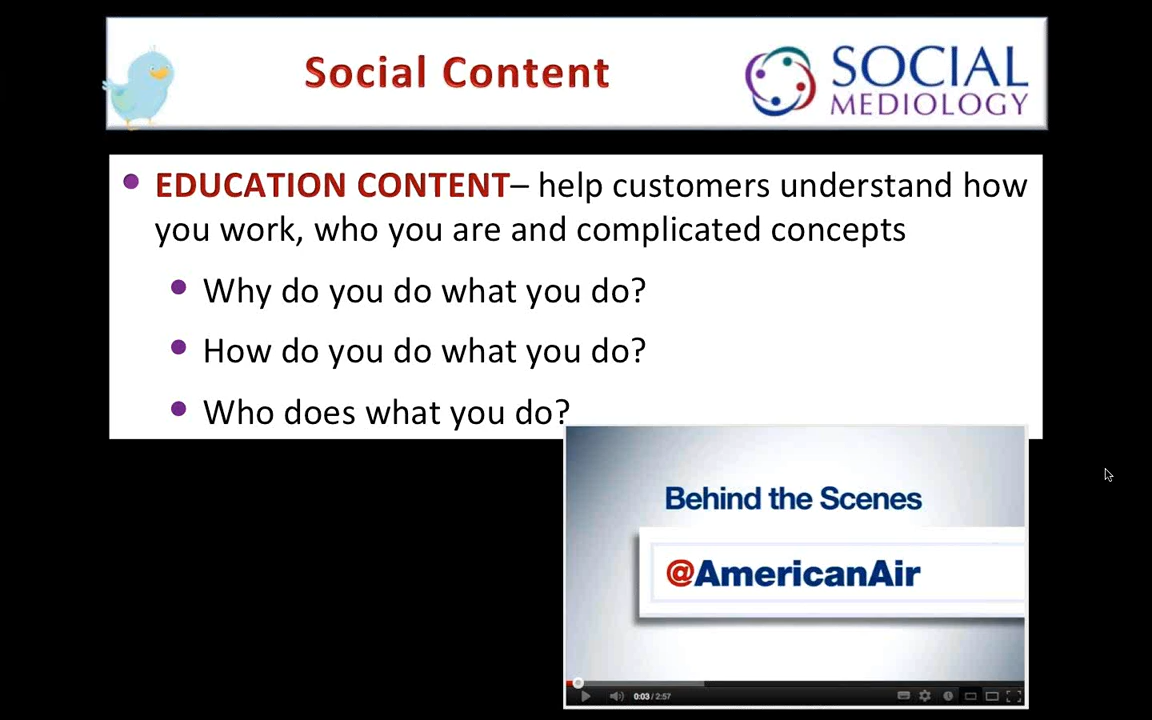 Social Content
SOCIAL
MEDIOLOGY
EDUCATION CONTENT– help customers understand how
you work, who you are and complicated concepts
Why do you do what you do?
How do you do what you do?
Who does what you do?
Behind the Scenes
@AmericanAir
0:03 / 2:57